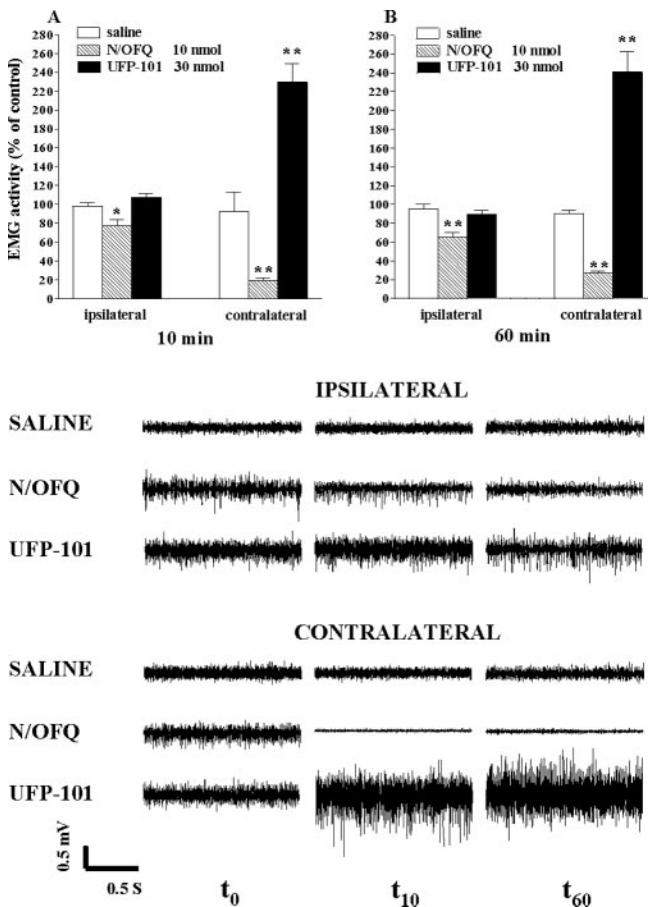 A
saline
N/OFQ 10 nmol
UFP-101 30 nmol
EMG activity (% of control)
280
260
240
220
200
180
160
140
120
100
80
60
40
20
0
*
**
**
ipsilateral contralateral
10 min
B
saline
N/OFQ 10 nmol
UFP-101 30 nmol
280
260
240
220
200
180
160
140
120
100
80
60
40
20
0
**
**
**
ipsilateral contralateral
60 min
IPSILATERAL
SALINE
N/OFQ
UFP-101
CONTRALATERAL
SALINE
N/OFQ
UFP-101
0.5 mV
0.5 S
t0 t10 t60